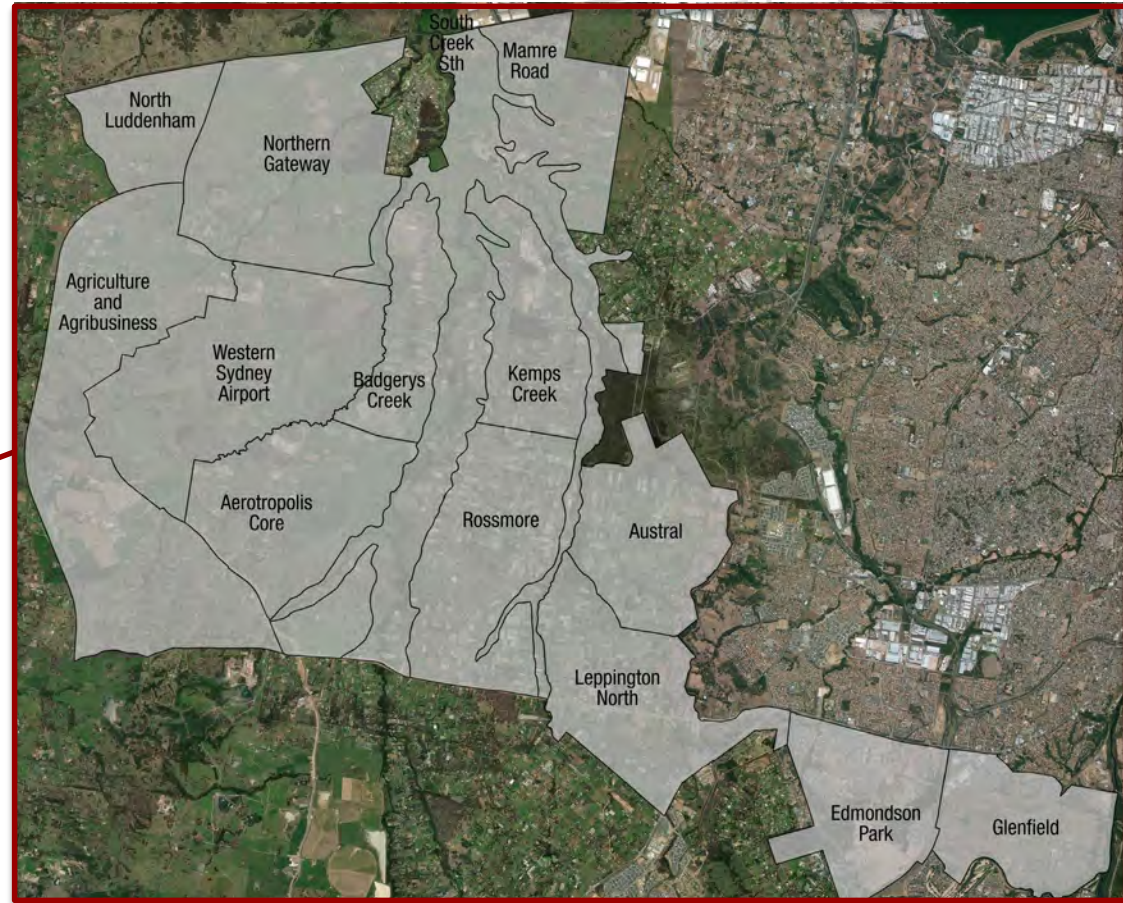 South
Creek
Sth
Mamre
Road
North
Luddenham
Northern
Gateway
Agriculture
and
Agribusiness
Western
Sydney
Airport
Badgerys
Creek
Kemps
Creek
Aerotropolis
Core
Rossmore
Austral
Leppington
North
Edmondson
Park
Glenfield